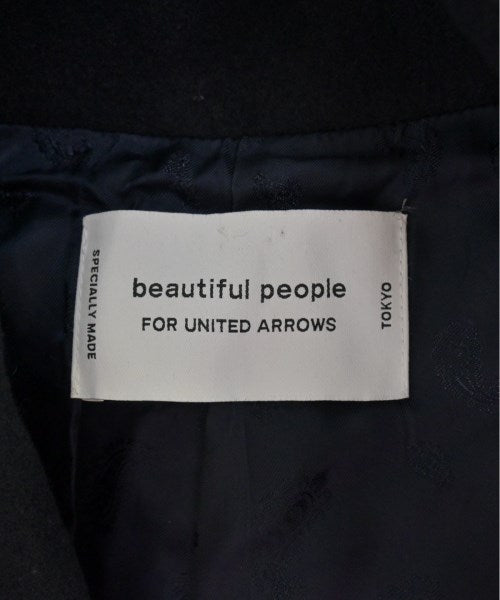 SPECIALLY MADE
beautiful people
FOR UNITED ARROWS
TOKYO